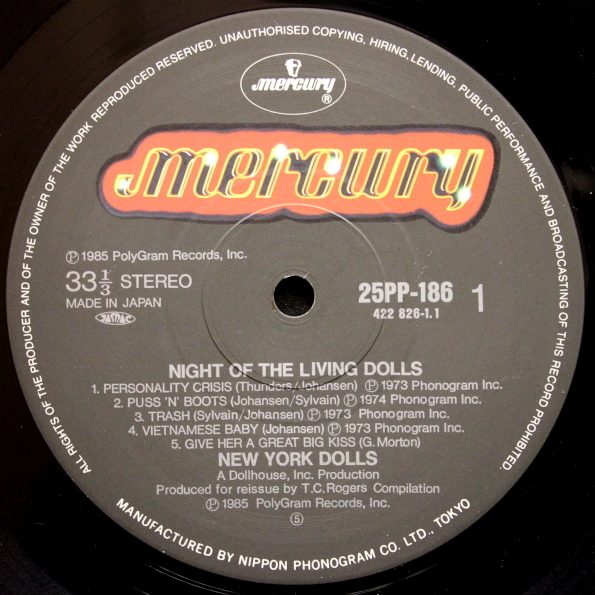 ALL RIGHTS OF THE PRODUCER AND OF THE OWNER OF THE WORK REPRODUCED RESERVED. UNAUTHORISED COPYING, HIRING, LENDING, PUBLIC PERFORMANCE AND BROADCASTING OF THIS RECORD PROHIBITED.
mercury
®
mercury
℗ 1985 PolyGram Records, Inc.
33 1/3 STEREO
MADE IN JAPAN
25PP-186 1
422 826-1.1
NIGHT OF THE LIVING DOLLS
1. PERSONALITY CRISIS (Thunders/Johansen) ℗ 1973 Phonogram Inc.
2. PUSS 'N' BOOTS (Johansen/Sylvain) ℗ 1974 Phonogram Inc.
3. TRASH (Sylvain/Johansen) ℗ 1973 Phonogram Inc.
4. VIETNAMESE BABY (Johansen) ℗ 1973 Phonogram Inc.
5. GIVE HER A GREAT BIG KISS (G. Morton)
NEW YORK DOLLS
A Dollhouse, Inc. Production
Produced for reissue by T.C. Rogers Compilation
℗ 1985 PolyGram Records, Inc.
⑤
MANUFACTURED BY NIPPON PHONOGRAM CO. LTD., TOKYO